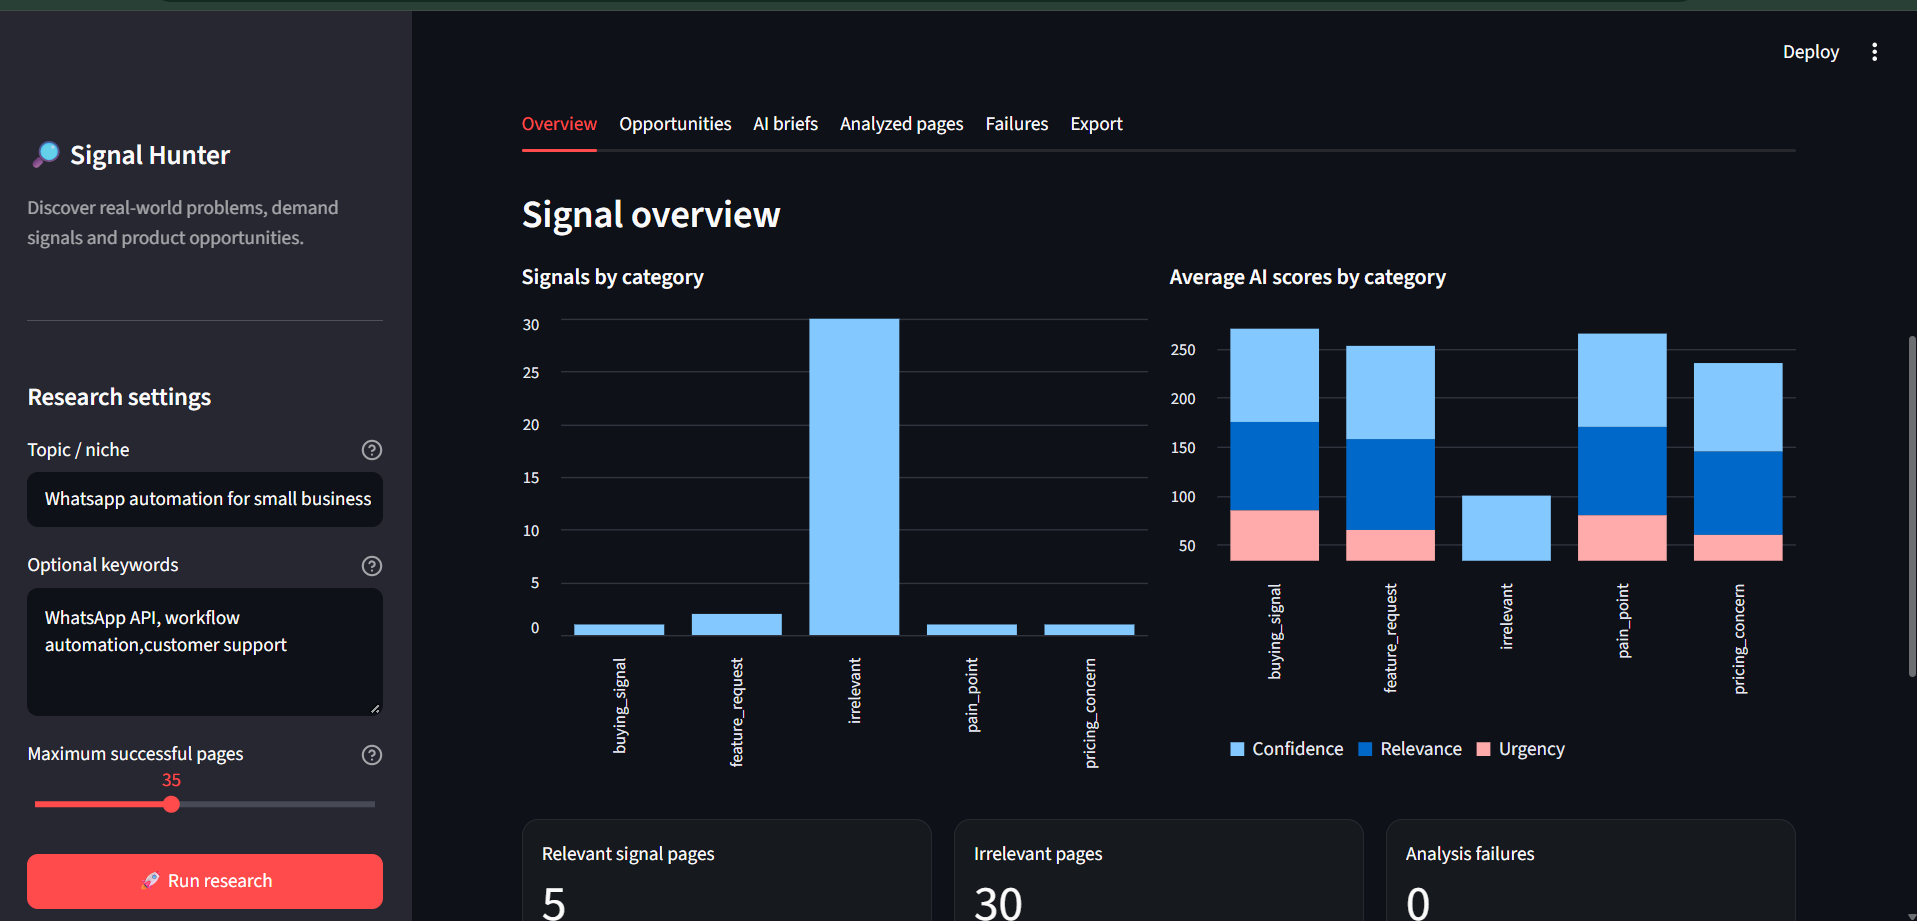 Deploy
Signal Hunter
Discover real-world problems, demand
signals and product opportunities.
Research settings
Topic / niche
Whatsapp automation for small business
Optional keywords
WhatsApp API, workflow
automation,customer support
Maximum successful pages
35
Run research
Overview Opportunities AI briefs Analyzed pages Failures Export
Signal overview
Signals by category
30
25
20
15
10
5
0
buying_signal
feature_request
irrelevant
pain_point
pricing_concern
Average AI scores by category
250
200
150
100
50
buying_signal
feature_request
irrelevant
pain_point
pricing_concern
Confidence Relevance Urgency
Relevant signal pages
5
Irrelevant pages
30
Analysis failures
0